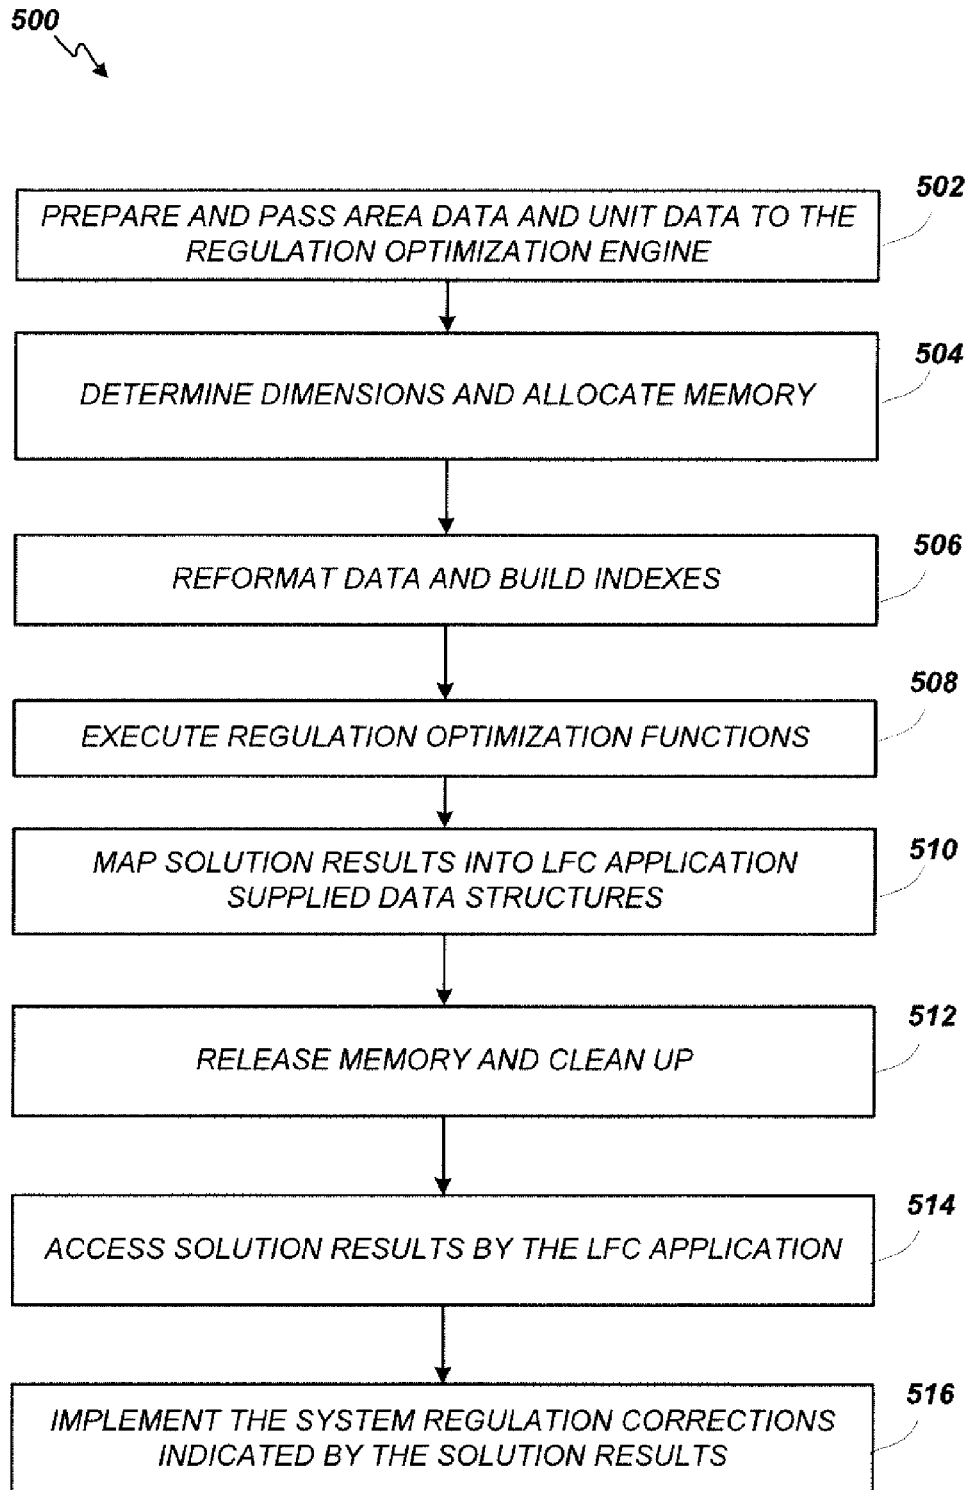 500
502
PREPARE AND PASS AREA DATA AND UNIT DATA TO THE
REGULATION OPTIMIZATION ENGINE
504
DETERMINE DIMENSIONS AND ALLOCATE MEMORY
506
REFORMAT DATA AND BUILD INDEXES
508
EXECUTE REGULATION OPTIMIZATION FUNCTIONS
510
MAP SOLUTION RESULTS INTO LFC APPLICATION
SUPPLIED DATA STRUCTURES
512
RELEASE MEMORY AND CLEAN UP
514
ACCESS SOLUTION RESULTS BY THE LFC APPLICATION
516
IMPLEMENT THE SYSTEM REGULATION CORRECTIONS
INDICATED BY THE SOLUTION RESULTS